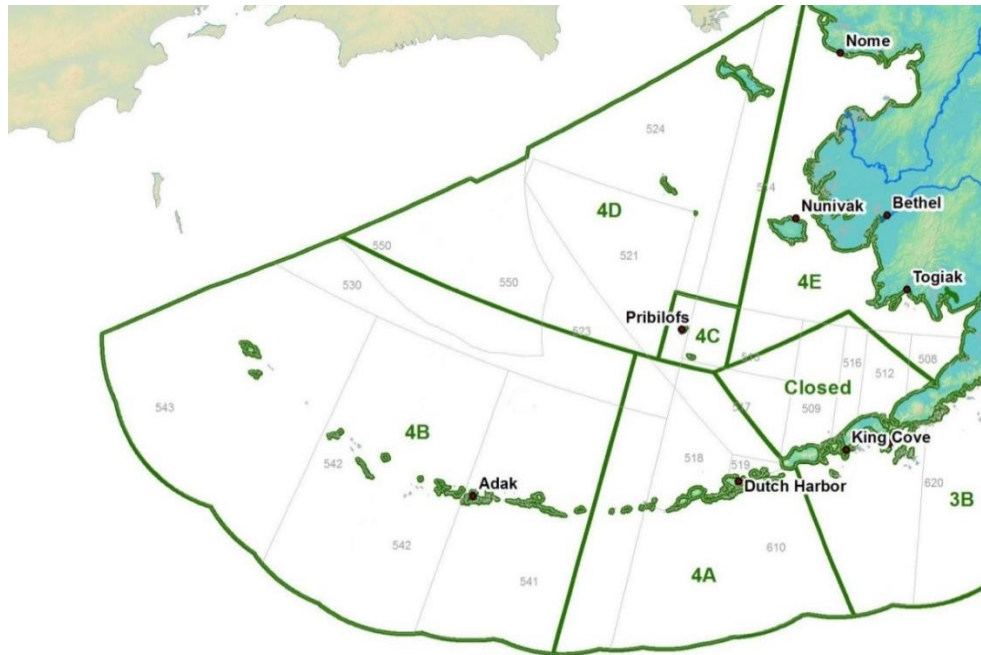 Nome
524
514
4D
Nunivak
Bethel
550
521
530
550
4E
Togiak
Pribilofs
4C
523
516
508
512
Closed
543
517
509
4B
542
King Cove
518
519
620
Adak
Dutch Harbor
3B
542
610
541
4A